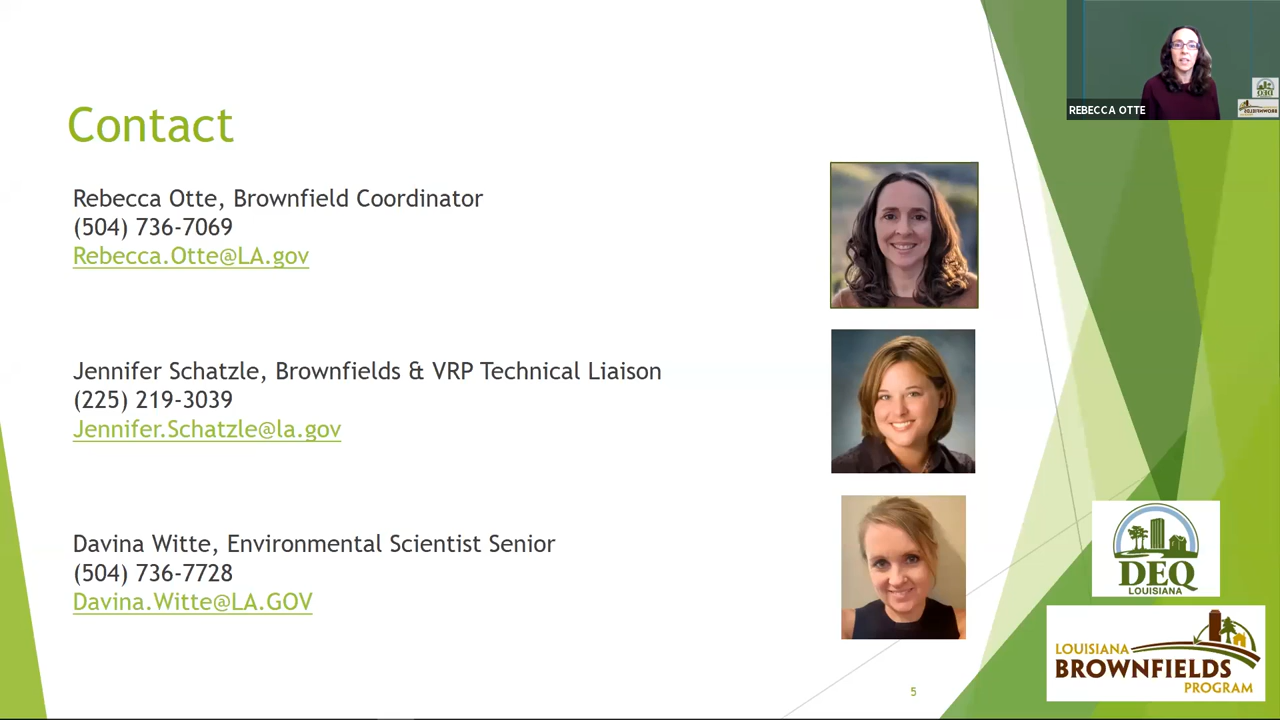 REBECCA OTTE
Contact
Rebecca Otte, Brownfield Coordinator
(504) 736-7069
Rebecca.Otte@LA.gov
Jennifer Schatzle, Brownfields & VRP Technical Liaison
(225) 219-3039
Jennifer.Schatzle@la.gov
Davina Witte, Environmental Scientist Senior
(504) 736-7728
Davina.Witte@LA.GOV
DEQ
LOUISIANA
LOUISIANA
BROWNFIELDS
PROGRAM
5